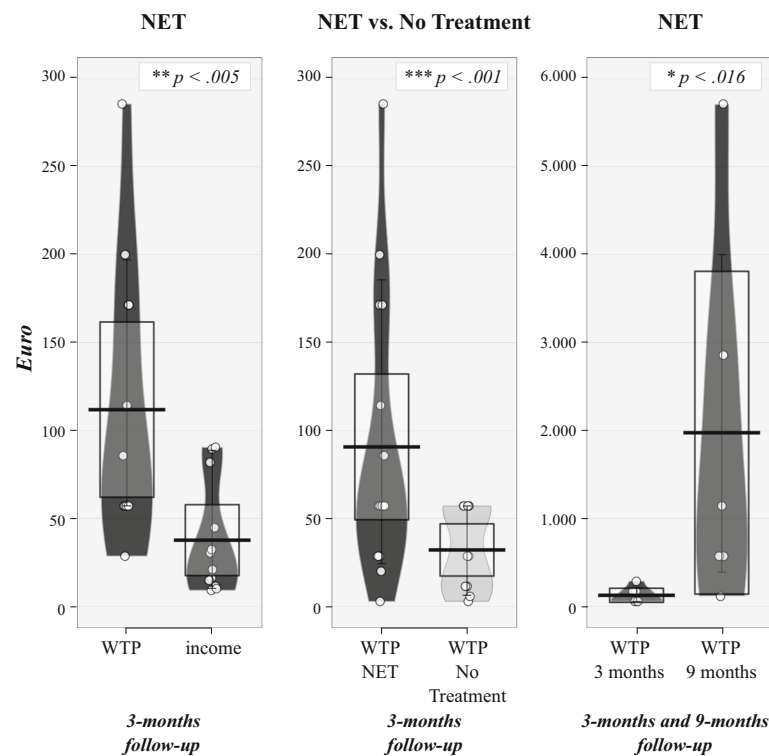 NET
NET vs. No Treatment
NET
** p < .005
*** p < .001
* p < .016
Euro
300
250
200
150
100
50
0
300
250
200
150
100
50
0
6.000
5.000
4.000
3.000
2.000
1.000
0
WTP
income
WTP
NET
WTP
No
Treatment
WTP
3 months
WTP
9 months
3-months
follow-up
3-months
follow-up
3-months and 9-months
follow-up